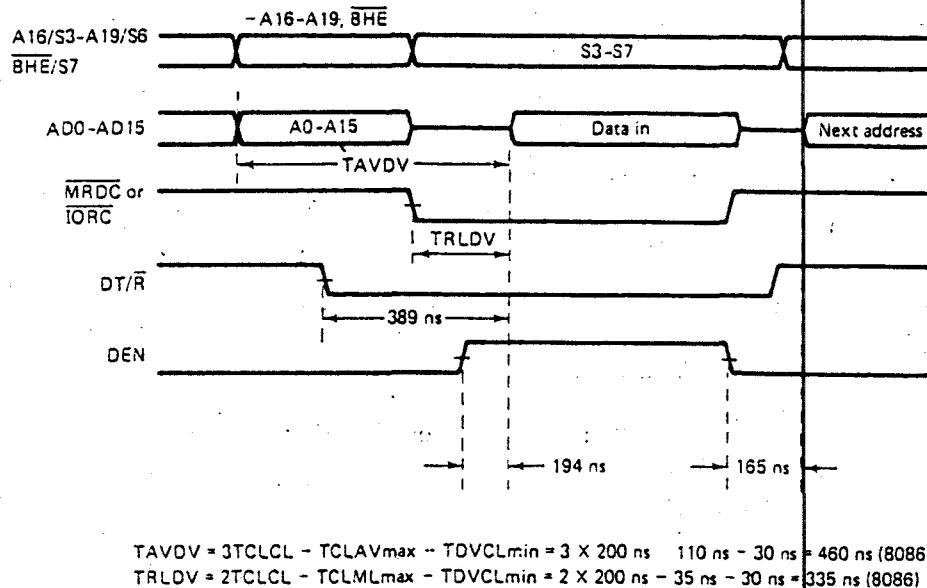 -A16-A19, BHE
A16/S3-A19/S6
BHE/S7
S3-S7
AD0-AD15
A0-A15
Data in
Next address
TAVDV
MRDC or
IORC
TRLDV
DT/R
389 ns
DEN
194 ns
165 ns
TAVDV = 3TCLCL - TCLAVmax - TDVCLmin = 3 X 200 ns 110 ns - 30 ns = 460 ns (8086
TRLDV = 2TCLCL - TCLMLmax - TDVCLmin = 2 X 200 ns - 35 ns - 30 ns = 335 ns (8086)